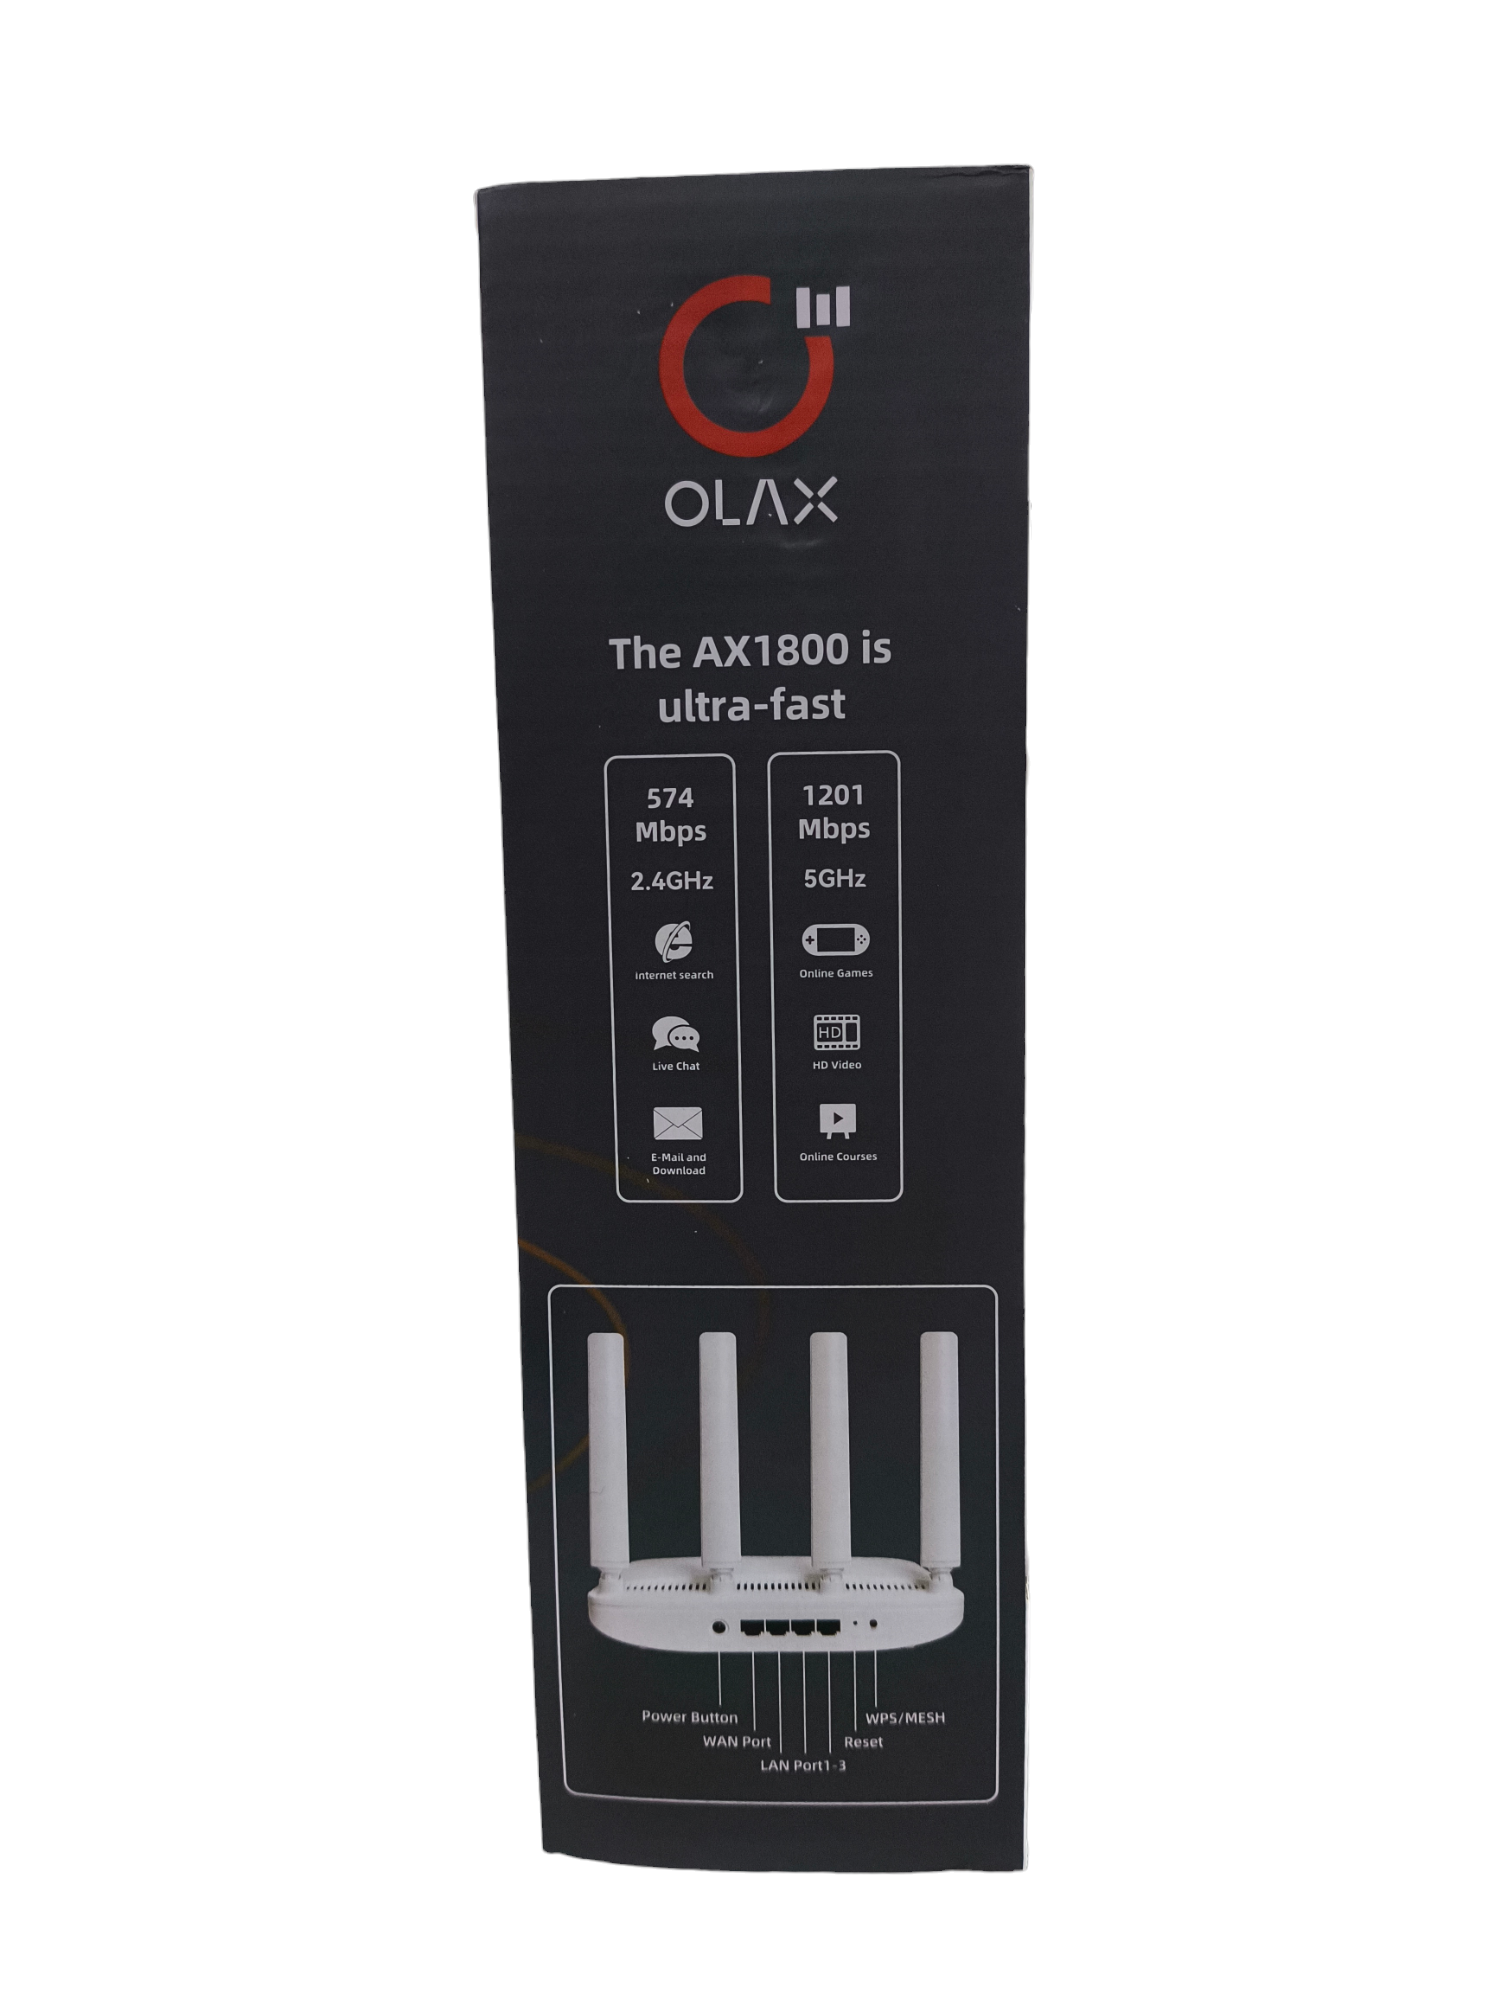 OLAX
The AX1800 is
ultra-fast
574
Mbps
2.4GHz
internet search
Live Chat
E-Mail and
Download
1201
Mbps
5GHz
Online Games
HD
HD Video
Online Courses
Power Button
WPS/MESH
WAN Port
Reset
LAN Port1-3